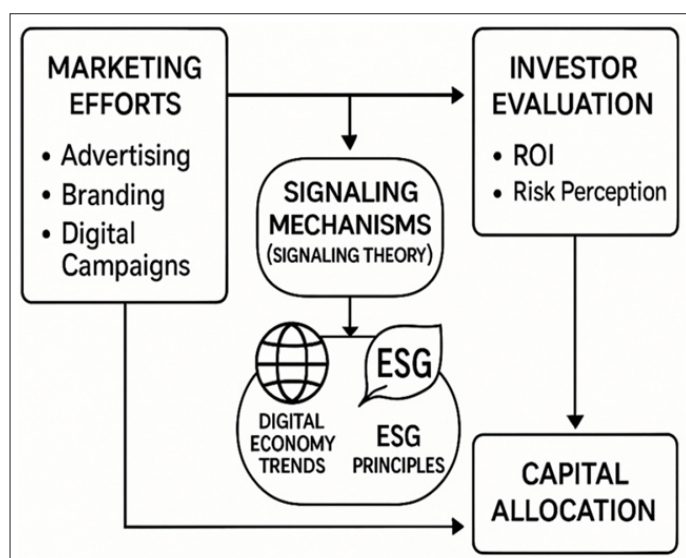 MARKETING
EFFORTS
• Advertising
• Branding
• Digital
Campaigns
SIGNALING
MECHANISMS
(SIGNALING THEORY)
DIGITAL
ECONOMY
TRENDS
ESG
ESG
PRINCIPLES
INVESTOR
EVALUATION
• ROI
• Risk Perception
CAPITAL
ALLOCATION